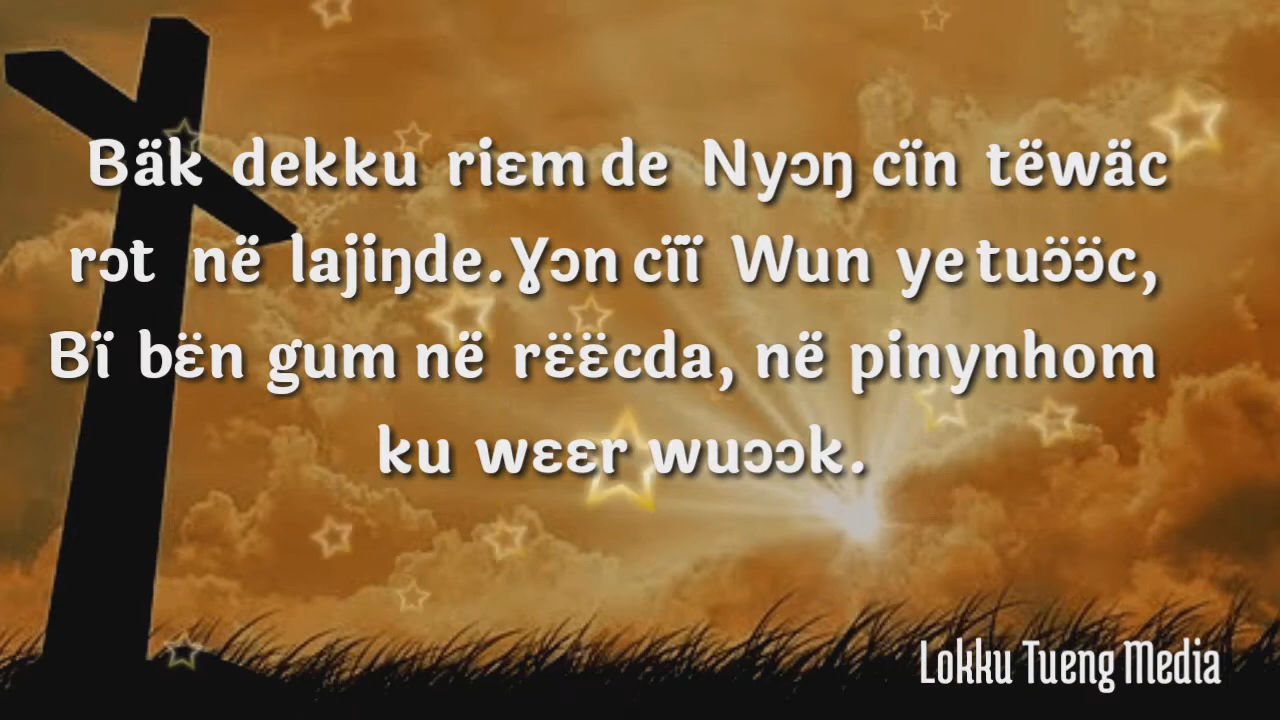 Bäk dekku riɛm de Nyɔŋ cïn tëwäc
rɔt në lajiŋde. Ɣɔn cïï Wun ye tuɔ̈ɔ̈c,
Bï bɛ̈n gum në rɛ̈ɛ̈cda, në pinynhom
ku wɛɛr wuɔɔk.
Lokku Tueng Media